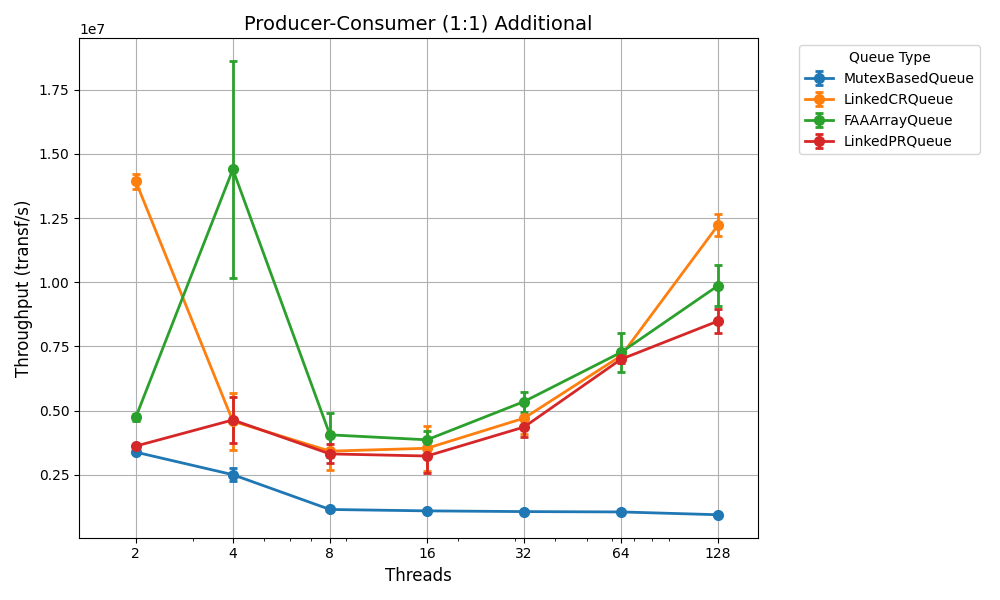 Producer-Consumer (1:1) Additional
1e7
Throughput (transf/s)
1.75
1.50
1.25
1.00
0.75
0.50
0.25
2 4 8 16 32 64 128
Threads
Queue Type
MutexBasedQueue
LinkedCRQueue
FAAArrayQueue
LinkedPRQueue